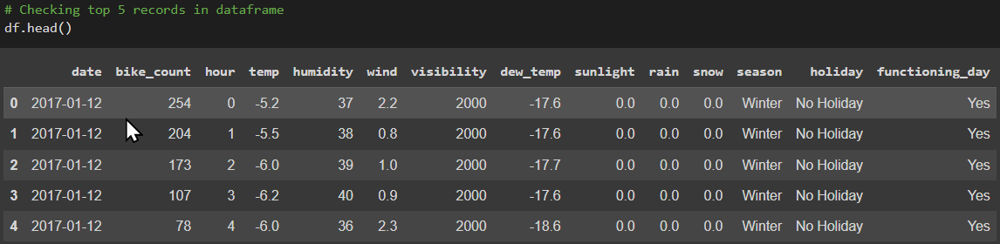 # Checking top 5 records in dataframe
df.head()
date bike_count hour temp humidity wind visibility dew_temp sunlight rain snow season holiday functioning_day
0 2017-01-12 254 0 -5.2 37 2.2 2000 -17.6 0.0 0.0 0.0 Winter No Holiday Yes
1 2017-01-12 204 1 -5.5 38 0.8 2000 -17.6 0.0 0.0 0.0 Winter No Holiday Yes
2 2017-01-12 173 2 -6.0 39 1.0 2000 -17.7 0.0 0.0 0.0 Winter No Holiday Yes
3 2017-01-12 107 3 -6.2 40 0.9 2000 -17.6 0.0 0.0 0.0 Winter No Holiday Yes
4 2017-01-12 78 4 -6.0 36 2.3 2000 -18.6 0.0 0.0 0.0 Winter No Holiday Yes